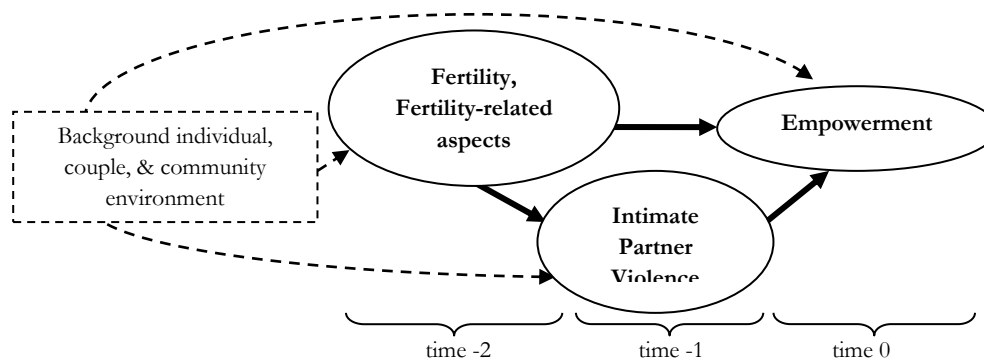 Fertility,
Fertility-related
aspects
Empowerment
Background individual,
couple, & community
environment
Intimate
Partner
Violence
time -2
time -1
time 0